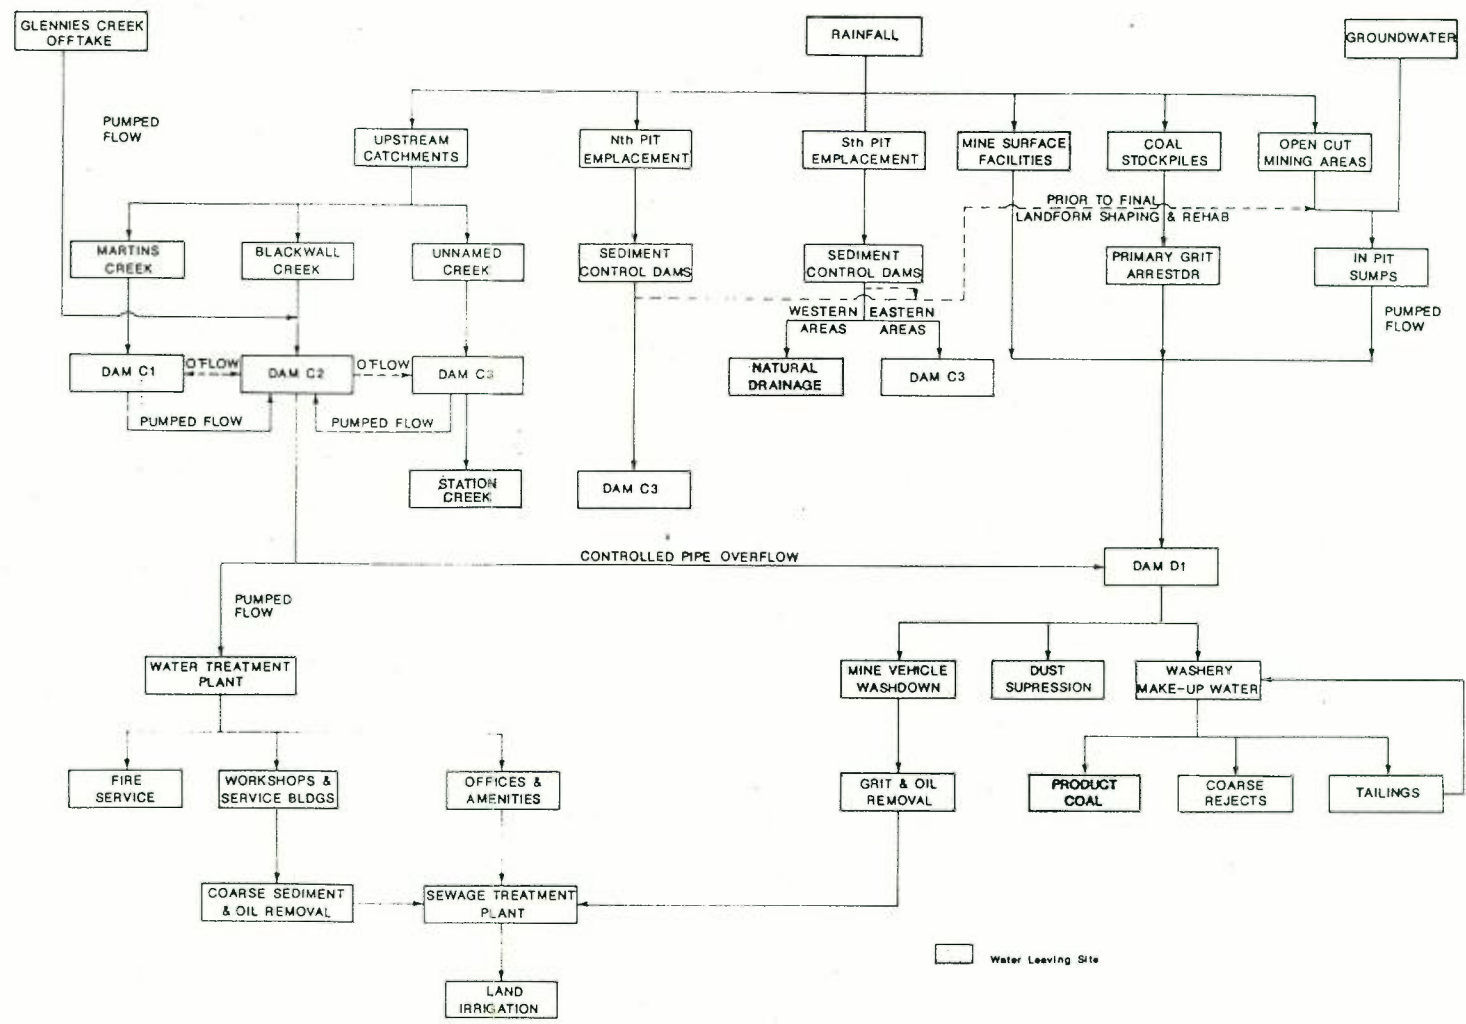 GLENNIES CREEK
OFFTAKE
RAINFALL
GROUNDWATER
PUMPED
FLOW
UPSTREAM
CATCHMENTS
Nth PIT
EMPLACEMENT
Sth PIT
EMPLACEMENT
MINE SURFACE
FACILITIES
COAL
STOCKPILES
OPEN CUT
MINING AREAS
PRIOR TO FINAL
LANDFORM SHAPING & REHAB
MARTINS
CREEK
BLACKWALL
CREEK
UNNAMED
CREEK
SEDIMENT
CONTROL DAMS
SEDIMENT
CONTROL DAMS
PRIMARY GRIT
ARRESTOR
IN PIT
SUMPS
WESTERN
AREAS
EASTERN
AREAS
PUMPED
FLOW
DAM C1
O'FLOW
DAM C2
O'FLOW
DAM C3
NATURAL
DRAINAGE
DAM C3
PUMPED FLOW
PUMPED FLOW
STATION
CREEK
DAM C3
CONTROLLED PIPE OVERFLOW
DAM D1
PUMPED
FLOW
WATER TREATMENT
PLANT
MINE VEHICLE
WASHDOWN
DUST
SUPRESSION
WASHERY
MAKE-UP WATER
FIRE
SERVICE
WORKSHOPS &
SERVICE BLDGS
OFFICES &
AMENITIES
GRIT & OIL
REMOVAL
PRODUCT
COAL
COARSE
REJECTS
TAILINGS
COARSE SEDIMENT
& OIL REMOVAL
SEWAGE TREATMENT
PLANT
Water Leaving Site
LAND
IRRIGATION